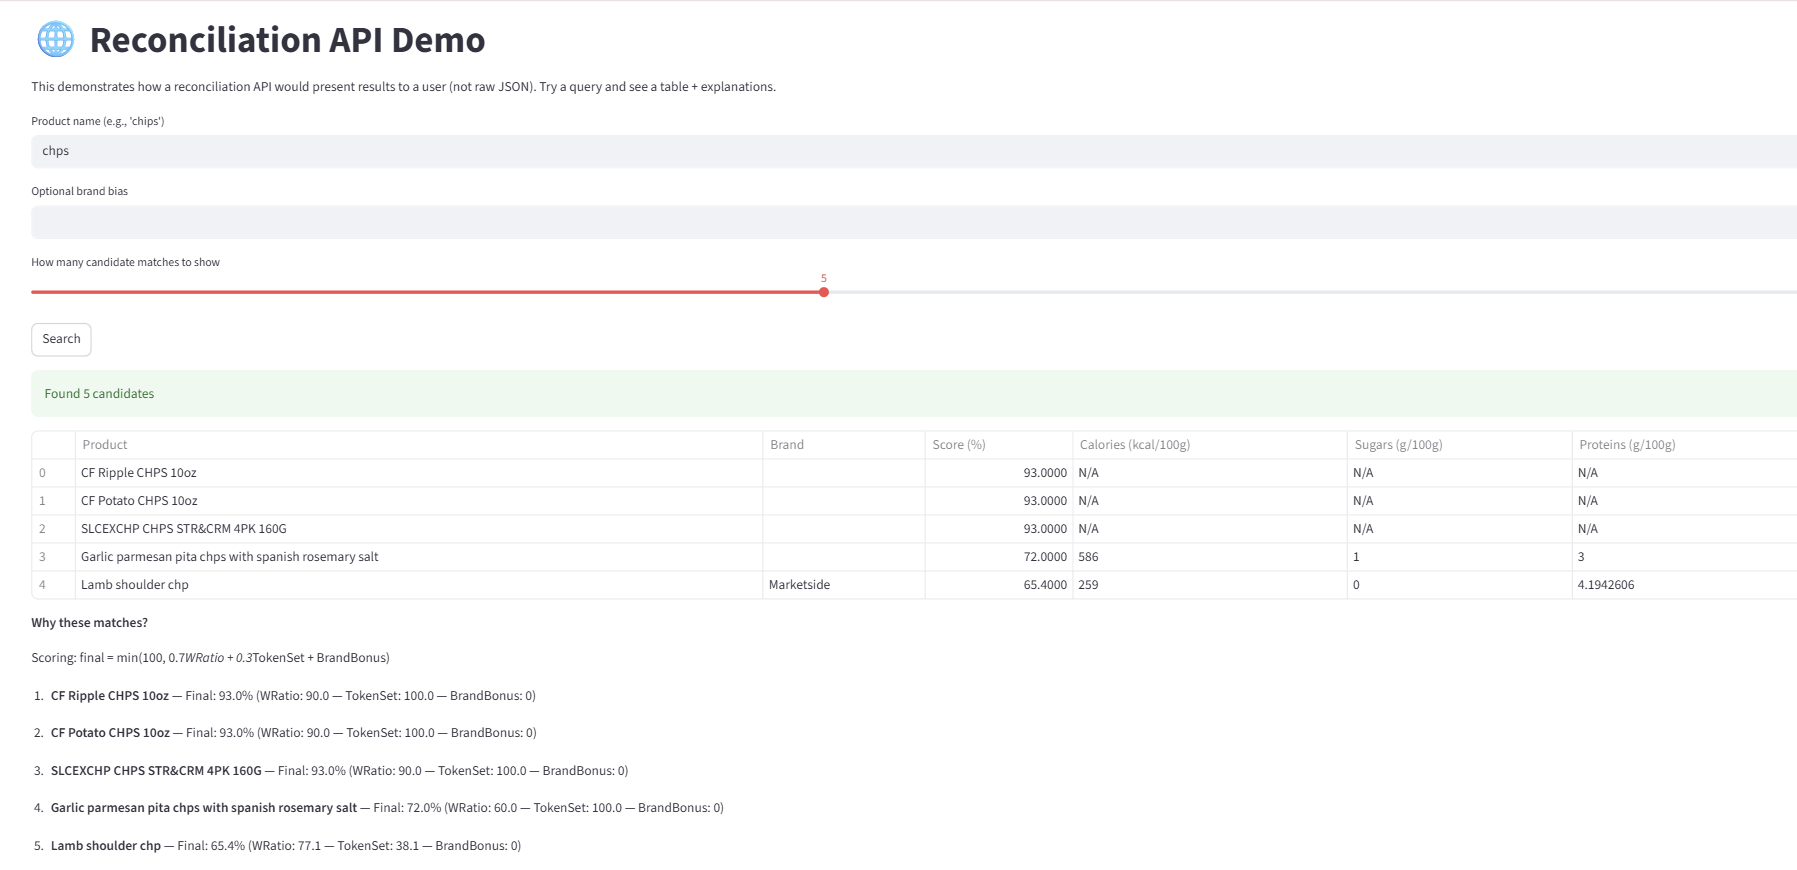 Reconciliation API Demo
This demonstrates how a reconciliation API would present results to a user (not raw JSON). Try a query and see a table + explanations.
Product name (e.g., 'chips')
chps
Optional brand bias
How many candidate matches to show
5
Search
Found 5 candidates
Product Brand Score (%) Calories (kcal/100g) Sugars (g/100g) Proteins (g/100g)
0 CF Ripple CHPS 10oz 93.0000 N/A N/A N/A
1 CF Potato CHPS 10oz 93.0000 N/A N/A N/A
2 SLCEXCHP CHPS STR&CRM 4PK 160G 93.0000 N/A N/A N/A
3 Garlic parmesan pita chps with spanish rosemary salt 72.0000 586 1 3
4 Lamb shoulder chp Marketside 65.4000 259 0 4.1942606
Why these matches?
Scoring: final = min(100, 0.7WRatio + 0.3TokenSet + BrandBonus)
1. CF Ripple CHPS 10oz — Final: 93.0% (WRatio: 90.0 — TokenSet: 100.0 — BrandBonus: 0)
2. CF Potato CHPS 10oz — Final: 93.0% (WRatio: 90.0 — TokenSet: 100.0 — BrandBonus: 0)
3. SLCEXCHP CHPS STR&CRM 4PK 160G — Final: 93.0% (WRatio: 90.0 — TokenSet: 100.0 — BrandBonus: 0)
4. Garlic parmesan pita chps with spanish rosemary salt — Final: 72.0% (WRatio: 60.0 — TokenSet: 100.0 — BrandBonus: 0)
5. Lamb shoulder chp — Final: 65.4% (WRatio: 77.1 — TokenSet: 38.1 — BrandBonus: 0)